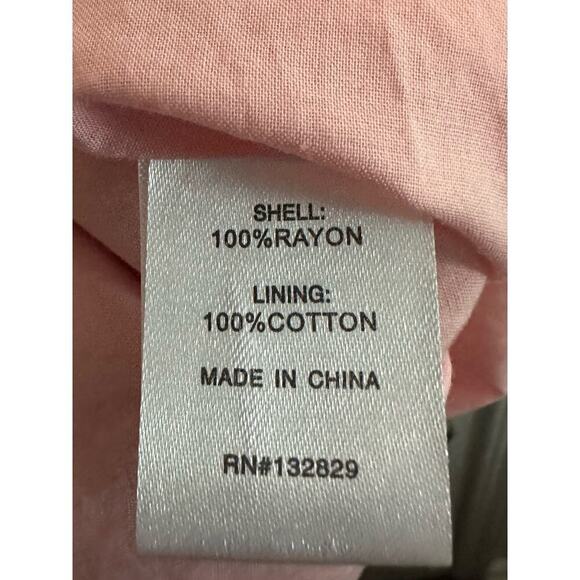 SHELL:
100%RAYON
LINING:
100%COTTON
MADE IN CHINA
RN#132829